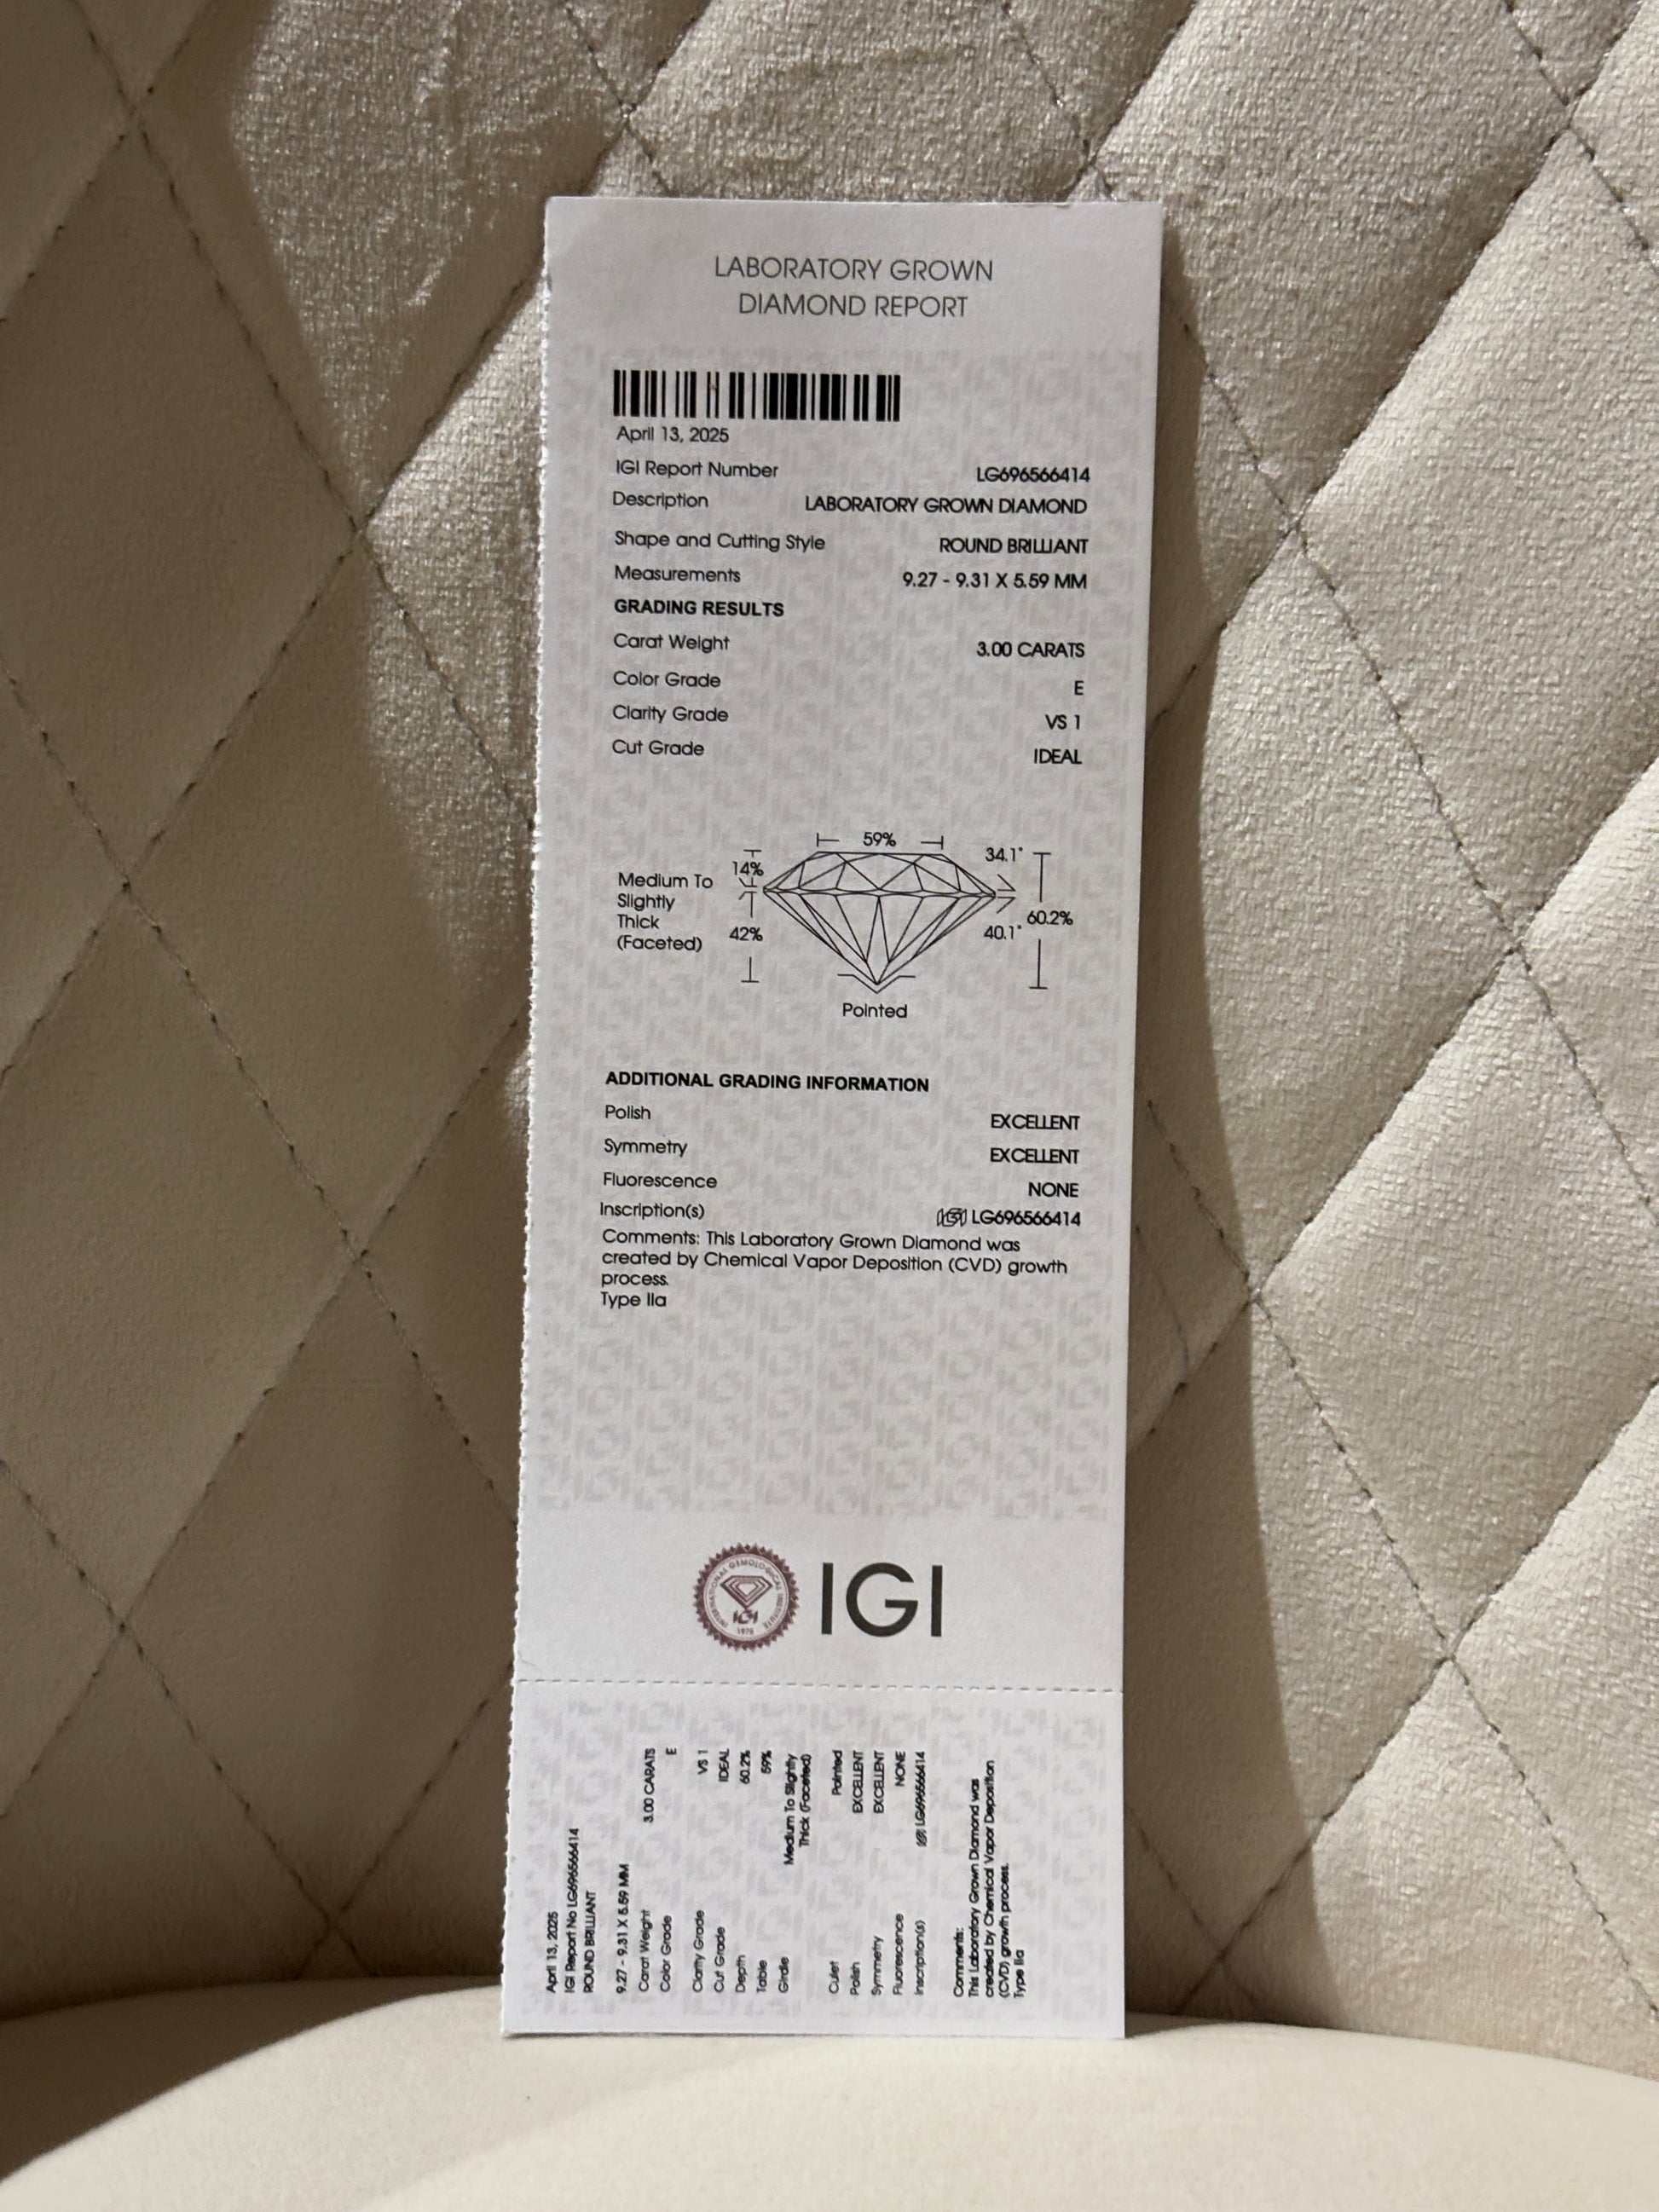 LABORATORY GROWN
DIAMOND REPORT
April 13, 2025
IGI Report Number LG696566414
Description LABORATORY GROWN DIAMOND
Shape and Cutting Style ROUND BRILLIANT
Measurements 9.27 - 9.31 X 5.59 MM
GRADING RESULTS
Carat Weight 3.00 CARATS
Color Grade E
Clarity Grade VS 1
Cut Grade IDEAL
59%
14%
34.1°
Medium To
Slightly
Thick
(Faceted)
42%
40.1°
60.2%
Pointed
ADDITIONAL GRADING INFORMATION
Polish EXCELLENT
Symmetry EXCELLENT
Fluorescence NONE
Inscription(s) IGI LG696566414
Comments: This Laboratory Grown Diamond was
created by Chemical Vapor Deposition (CVD) growth
process.
Type IIa
INTERNATIONAL GEMOLOGICAL INSTITUTE
IGI
1975
IGI
April 13, 2025
IGI Report No LG696566414
ROUND BRILLIANT
9.27 - 9.31 X 5.59 MM
Carat Weight 3.00 CARATS
Color Grade E
Clarity Grade VS 1
Cut Grade IDEAL
Depth 60.2%
Table 59%
Girdle Medium To Slightly
Thick (Faceted)
Culet Pointed
Polish EXCELLENT
Symmetry EXCELLENT
Fluorescence NONE
Inscription(s) IGI LG696566414
Comments:
This Laboratory Grown Diamond was
created by Chemical Vapor Deposition
(CVD) growth process.
Type IIa